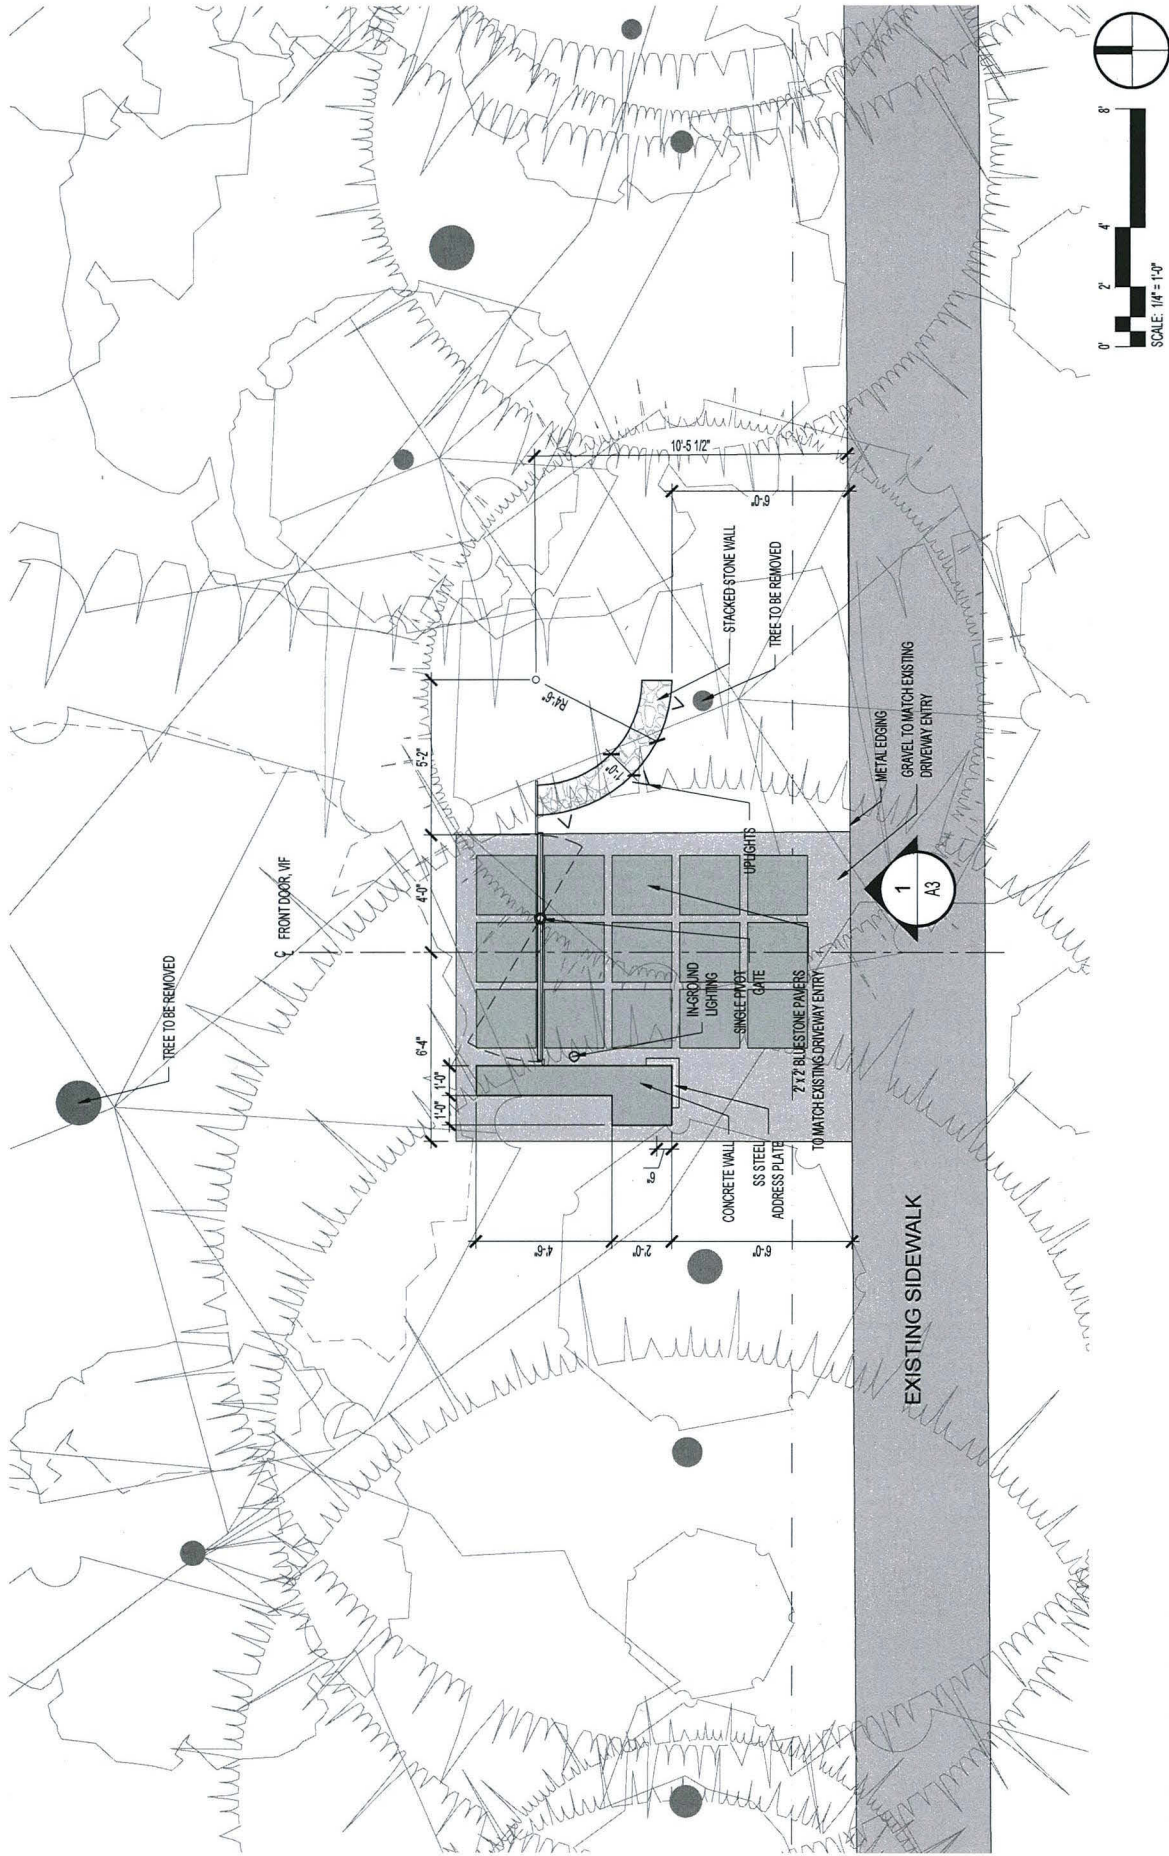 TREE TO BE REMOVED
℄ FRONT DOOR, VIF
6'-4"
4'-0"
5'-2"
1'-0"
1'-0"
R4'-6"
1'-0"
10'-5 1/2"
6'-0"
4'-6"
2'-0"
6"
6'-0"
CONCRETE WALL
SS STEEL
ADDRESS PLATE
IN-GROUND
LIGHTING
SINGLE PIVOT
GATE
2' x 2' BLUESTONE PAVERS
TO MATCH EXISTING DRIVEWAY ENTRY
UPLIGHTS
STACKED STONE WALL
TREE TO BE REMOVED
METAL EDGING
GRAVEL TO MATCH EXISTING
DRIVEWAY ENTRY
1
A3
EXISTING SIDEWALK
0'
2'
4'
8'
SCALE: 1/4" = 1'-0"